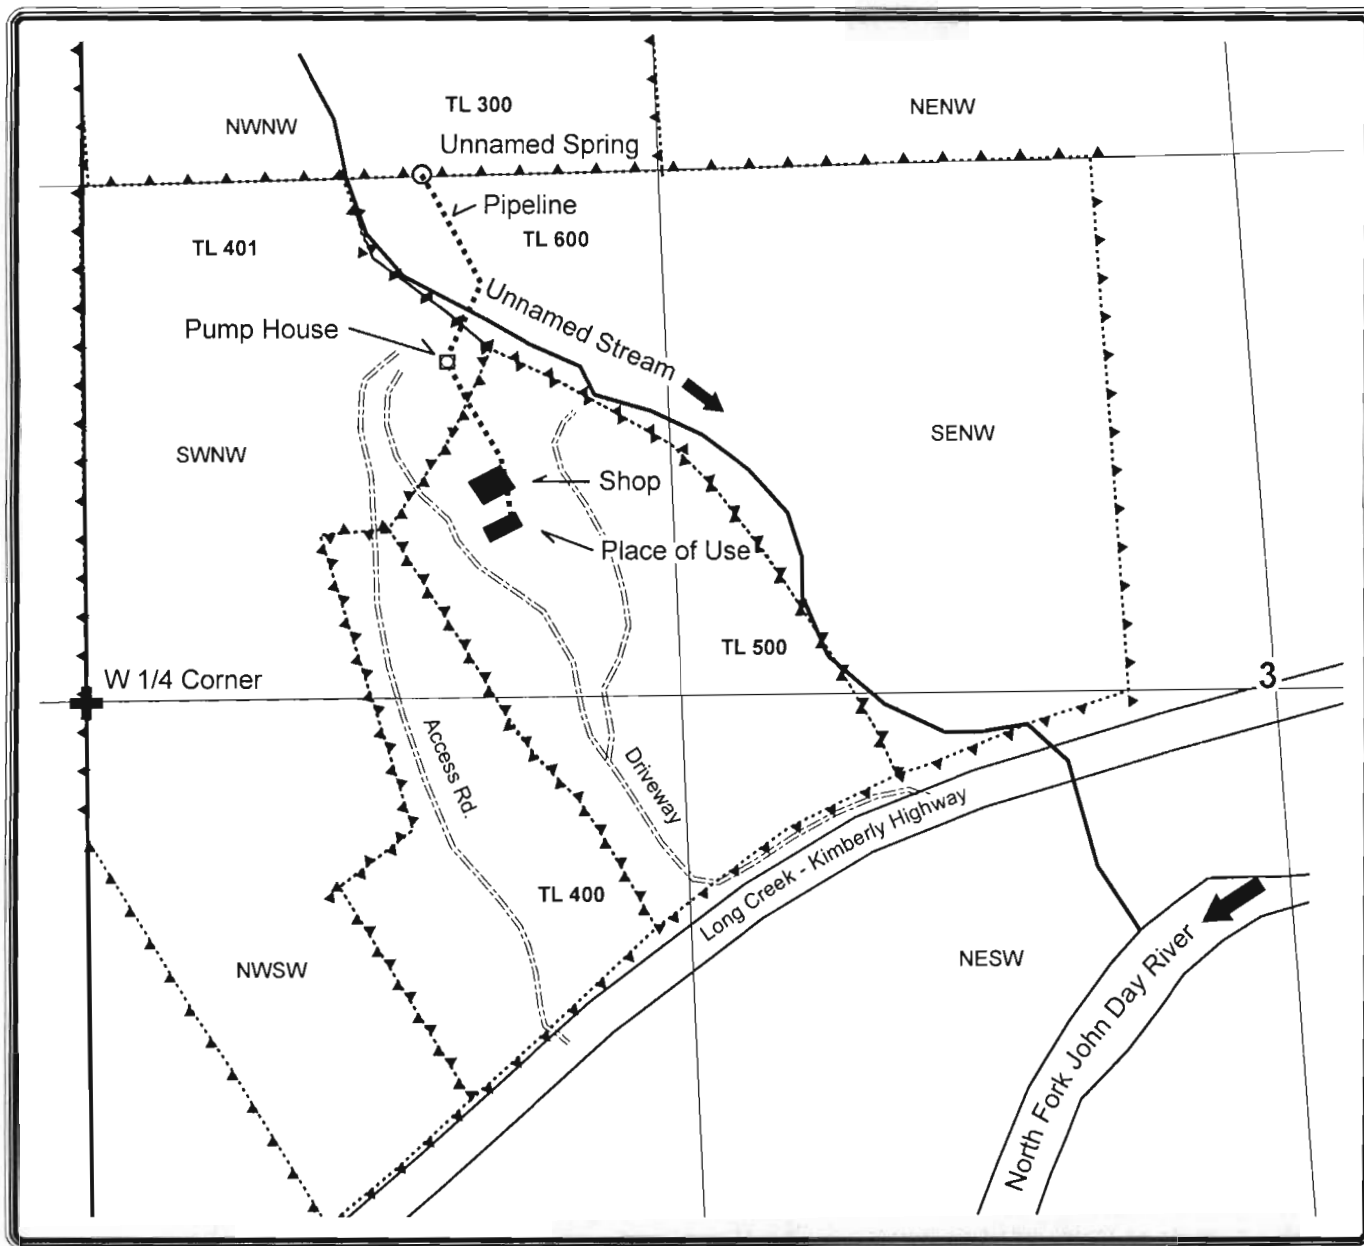 TL 300
NENW
NWNW
Unnamed Spring
Pipeline
TL 600
TL 401
Unnamed Stream
Pump House
SENW
SWNW
Shop
Place of Use
TL 500
W 1/4 Corner
3
Access Rd.
Driveway
Long Creek - Kimberly Highway
TL 400
NESW
NWSW
North Fork John Day River